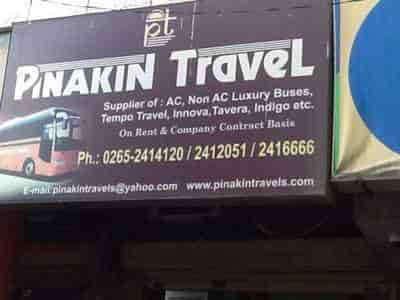 pt
PINAKIN TRAVEL
Supplier of : AC, Non AC Luxury Buses,
Tempo Travel, Innova,Tavera, Indigo etc.
On Rent & Company Contract Basis
Ph.: 0265-2414120 / 2412051 / 2416666
E-mail:pinakintravels@yahoo.com www.pinakintravels.com